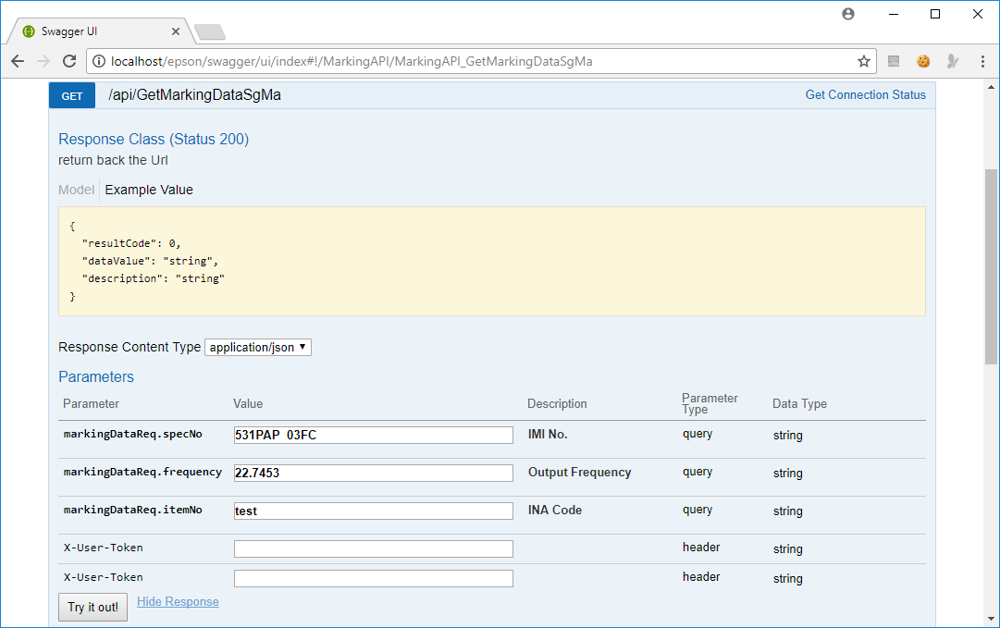 Swagger UI
localhost/epson/swagger/ui/index#!/MarkingAPI/MarkingAPI_GetMarkingDataSgMa
GET /api/GetMarkingDataSgMa Get Connection Status
Response Class (Status 200)
return back the Url
Model Example Value
{
"resultCode": 0,
"dataValue": "string",
"description": "string"
}
Response Content Type application/json
Parameters
Parameter Value Description Parameter Type Data Type
markingDataReq.specNo 531PAP 03FC IMI No. query string
markingDataReq.frequency 22.7453 Output Frequency query string
markingDataReq.itemNo test INA Code query string
X-User-Token header string
X-User-Token header string
Try it out! Hide Response